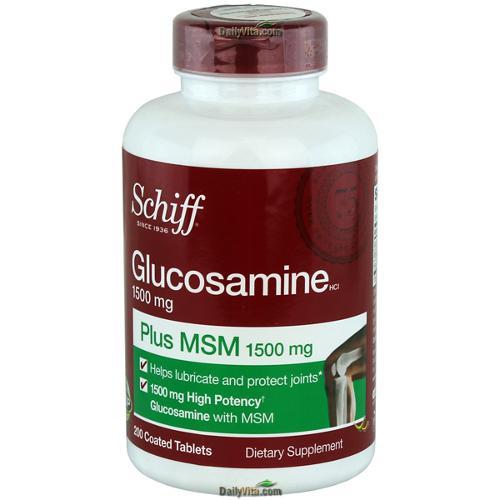 DailyVita.com
Schiff
SINCE 1936
Glucosamine HCl
1500 mg
Plus MSM 1500 mg
Helps lubricate and protect joints*
1500 mg High Potency†
Glucosamine with MSM
200 Coated Tablets
Dietary Supplement
DailyVita.com